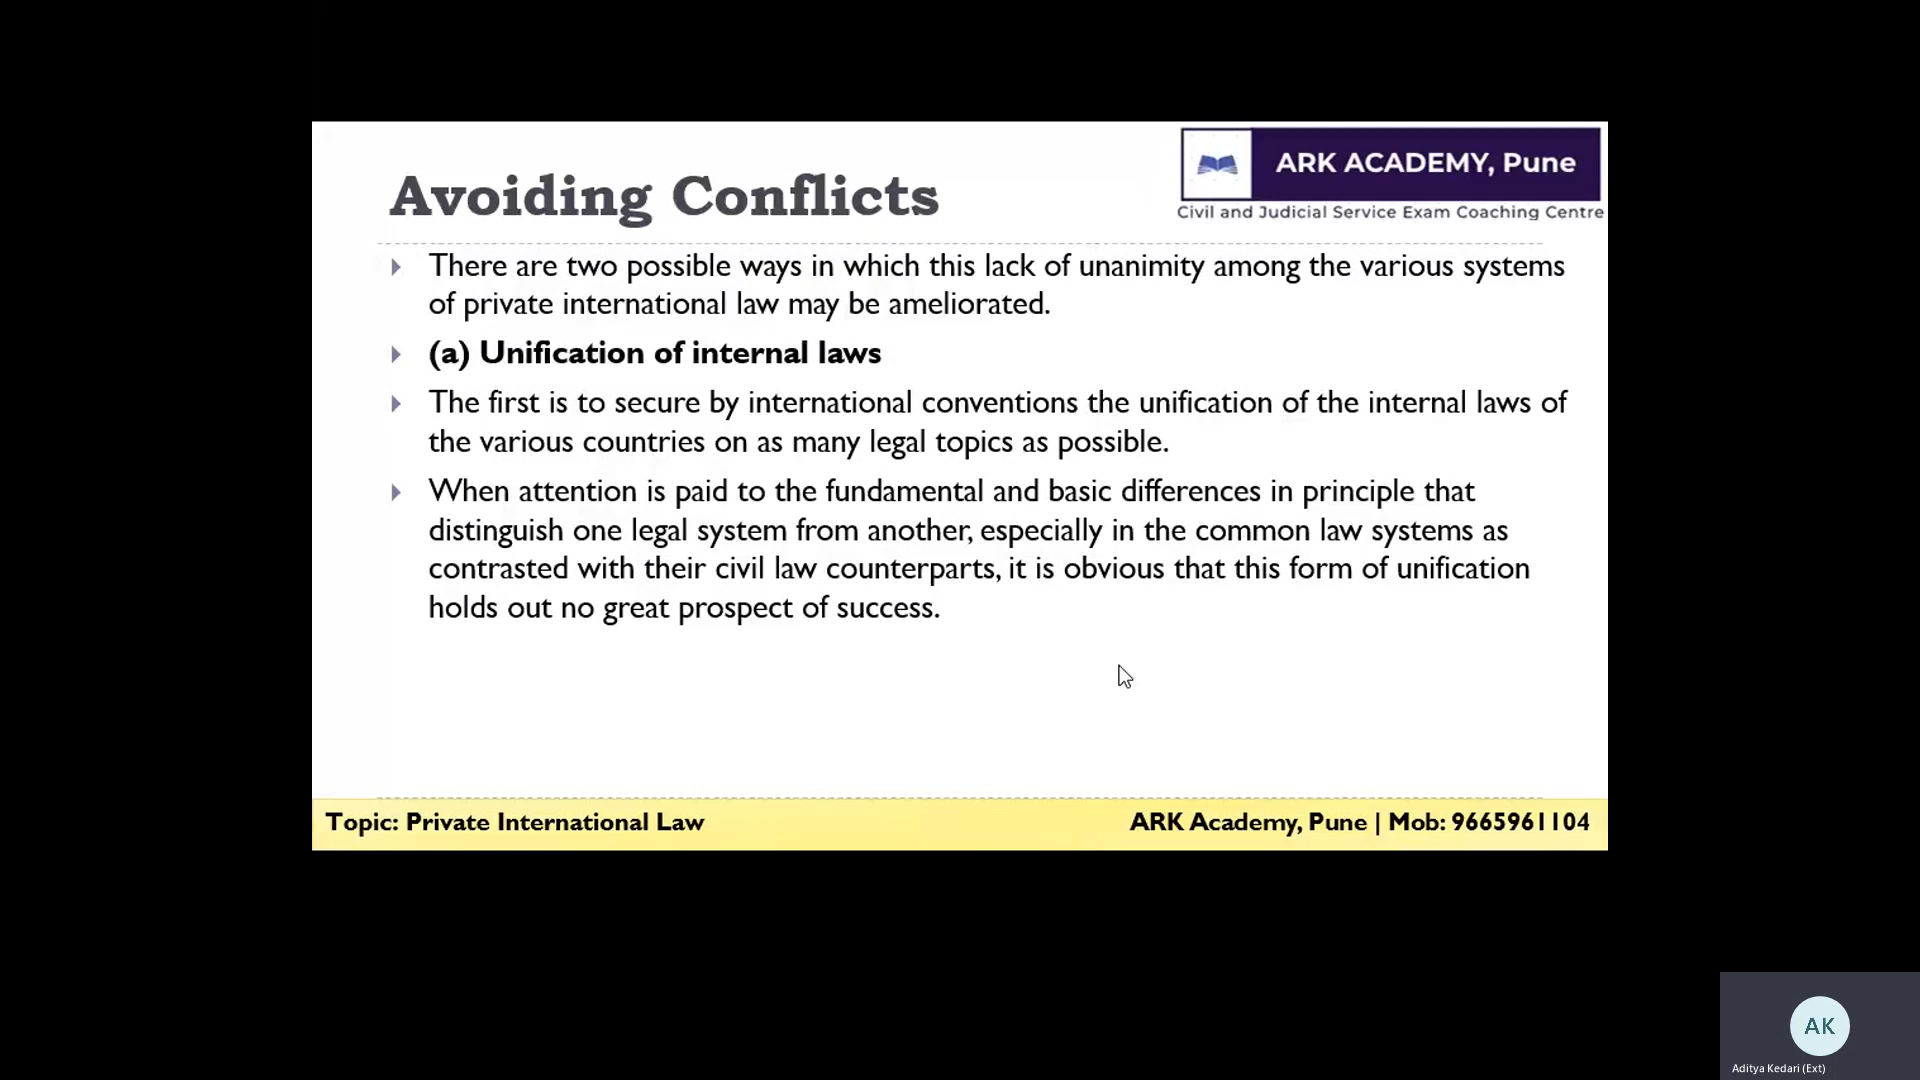 ARK ACADEMY, Pune
Civil and Judicial Service Exam Coaching Centre
Avoiding Conflicts
There are two possible ways in which this lack of unanimity among the various systems
of private international law may be ameliorated.
(a) Unification of internal laws
The first is to secure by international conventions the unification of the internal laws of
the various countries on as many legal topics as possible.
When attention is paid to the fundamental and basic differences in principle that
distinguish one legal system from another, especially in the common law systems as
contrasted with their civil law counterparts, it is obvious that this form of unification
holds out no great prospect of success.
Topic: Private International Law
ARK Academy, Pune | Mob: 9665961104
AK
Aditya Kedari (Ext)